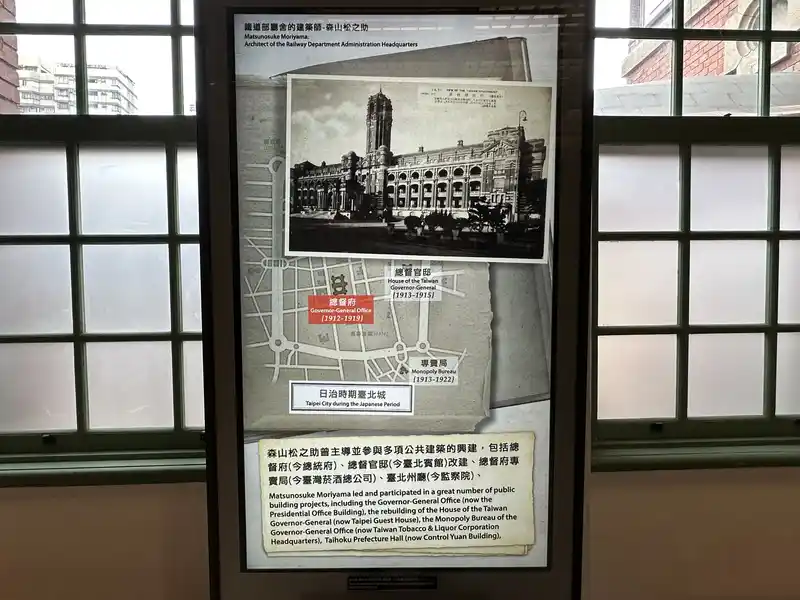 鐵道部廳舍的建築師-森山松之助
Matsunosuke Moriyama.
Architect of the Railway Department Administration Headquarters
總督官邸
House of the Taiwan
Governor-General
(1913-1915)
總督府
Governor-General Office
(1912-1919)
專賣局
Monopoly Bureau
(1913-1922)
日治時期臺北城
Taipei City during the Japanese Period
森山松之助曾主導並參與多項公共建築的興建，包括總
督府(今總統府)、總督官邸(今臺北賓館)改建、總督府專
賣局(今臺灣菸酒總公司)、臺北州廳(今監察院)、
Matsunosuke Moriyama led and participated in a great number of public
building projects, including the Governor-General Office (now the
Presidential Office Building), the rebuilding of the House of the Taiwan
Governor-General (now Taipei Guest House), the Monopoly Bureau of the
Governor-General Office (now Taiwan Tobacco & Liquor Corporation
Headquarters), Taihoku Prefecture Hall (now Control Yuan Building),